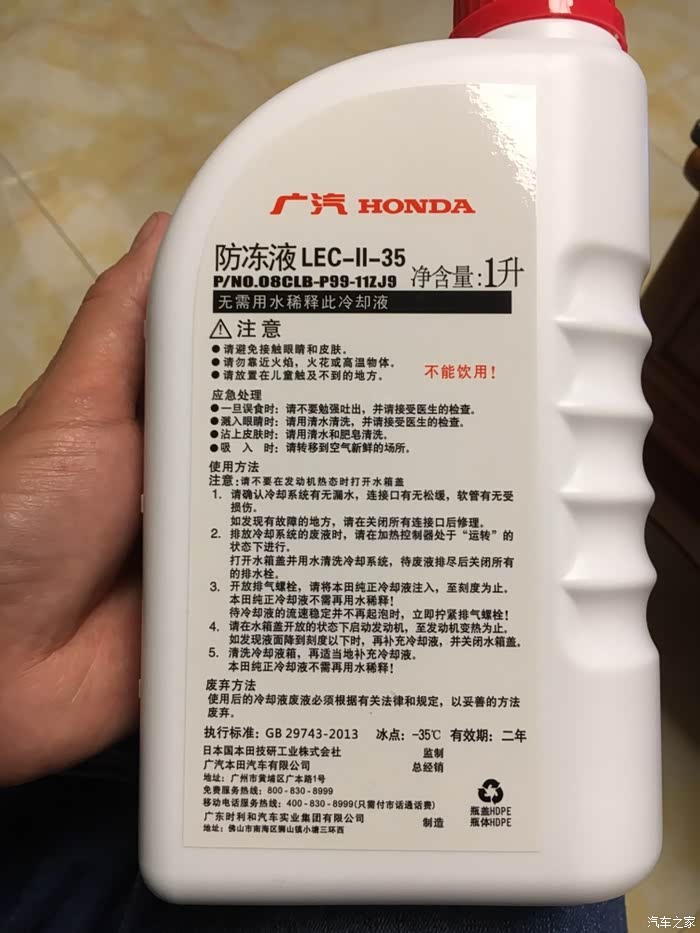 广汽 HONDA
防冻液 LEC-II-35 净含量:1升
P/NO.08CLB-P99-11ZJ9
无需用水稀释此冷却液
注意
●请避免接触眼睛和皮肤。
●请勿靠近火焰，火花或高温物体。
●请放置在儿童触及不到的地方。
不能饮用！
应急处理
●一旦误食时：请不要勉强吐出，并请接受医生的检查。
●溅入眼睛时：请用清水清洗，并请接受医生的检查。
●沾上皮肤时：请用清水和肥皂清洗。
●吸 入 时：请转移到空气新鲜的场所。
使用方法
注意：请不要在发动机热态时打开水箱盖
1. 请确认冷却系统有无漏水，连接口有无松缓，软管有无受
损伤。
如发现有故障的地方，请在关闭所有连接口后修理。
2. 排放冷却系统的废液时，请在加热控制器处于“运转”的
状态下进行。
打开水箱盖并用水清洗冷却系统，待废液排尽后关闭所有
的排水栓。
3. 开放排气螺栓，请将本田纯正冷却液注入，至刻度为止。
本田纯正冷却液不需再用水稀释！
待冷却液的流速稳定并不再起泡时，立即拧紧排气螺栓！
4. 请在水箱盖开放的状态下启动发动机，至发动机变热为止。
如发现液面降到刻度以下时，再补充冷却液，并关闭水箱盖。
5. 清洗冷却液箱，再适当地补充冷却液。
本田纯正冷却液不需再用水稀释！
废弃方法
使用后的冷却液废液必须根据有关法律和规定，以妥善的方法
废弃。
执行标准：GB 29743-2013 冰点：-35℃ 有效期：二年
日本国本田技研工业株式会社 监制
广汽本田汽车有限公司 总经销
地址：广州市黄埔区广本路1号
免费服务热线：800-830-8999
移动电话服务热线：400-830-8999(只需付市话通话费)
广东时利和汽车实业集团有限公司 制造
地址：佛山市南海区狮山镇小塘三环西
瓶盖HDPE
瓶体HDPE
汽车之家